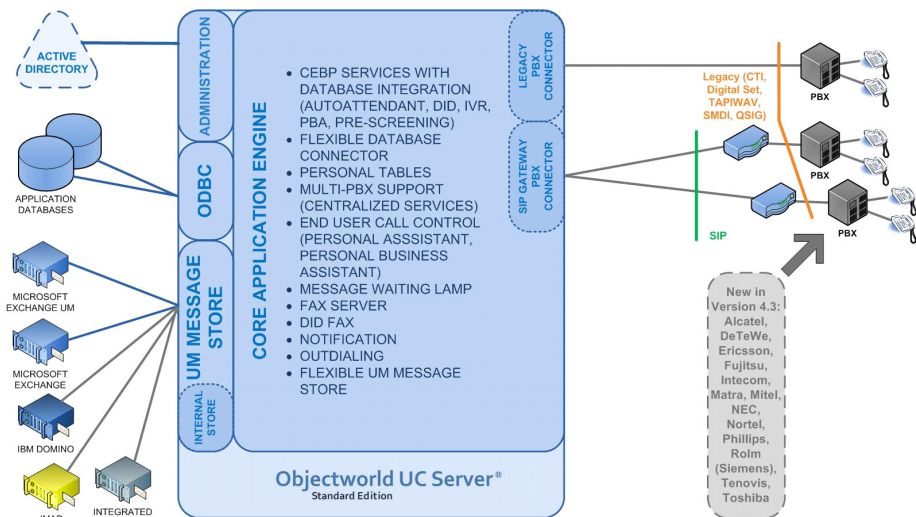 ACTIVE
DIRECTORY
APPLICATION
DATABASES
MICROSOFT
EXCHANGE UM
MICROSOFT
EXCHANGE
IBM DOMINO
IMAP
INTEGRATED
ADMINISTRATION
ODBC
UM MESSAGE
STORE
INTERNAL
STORE
CORE APPLICATION ENGINE
• CEBP SERVICES WITH
DATABASE INTEGRATION
(AUTOATTENDANT, DID, IVR,
PBA, PRE-SCREENING)
• FLEXIBLE DATABASE
CONNECTOR
• PERSONAL TABLES
• MULTI-PBX SUPPORT
(CENTRALIZED SERVICES)
• END USER CALL CONTROL
(PERSONAL ASSSISTANT,
PERSONAL BUSINESS
ASSISTANT)
• MESSAGE WAITING LAMP
• FAX SERVER
• DID FAX
• NOTIFICATION
• OUTDIALING
• FLEXIBLE UM MESSAGE
STORE
LEGACY
PBX
CONNECTOR
SIP GATEWAY
PBX
CONNECTOR
Objectworld UC Server®
Standard Edition
Legacy (CTI,
Digital Set,
TAPIWAV,
SMDI, QSIG)
SIP
PBX
PBX
PBX
New in
Version 4.3:
Alcatel,
DeTeWe,
Ericsson,
Fujitsu,
Intecom,
Matra, Mitel,
NEC,
Nortel,
Phillips,
Rolm
(Siemens),
Tenovis,
Toshiba